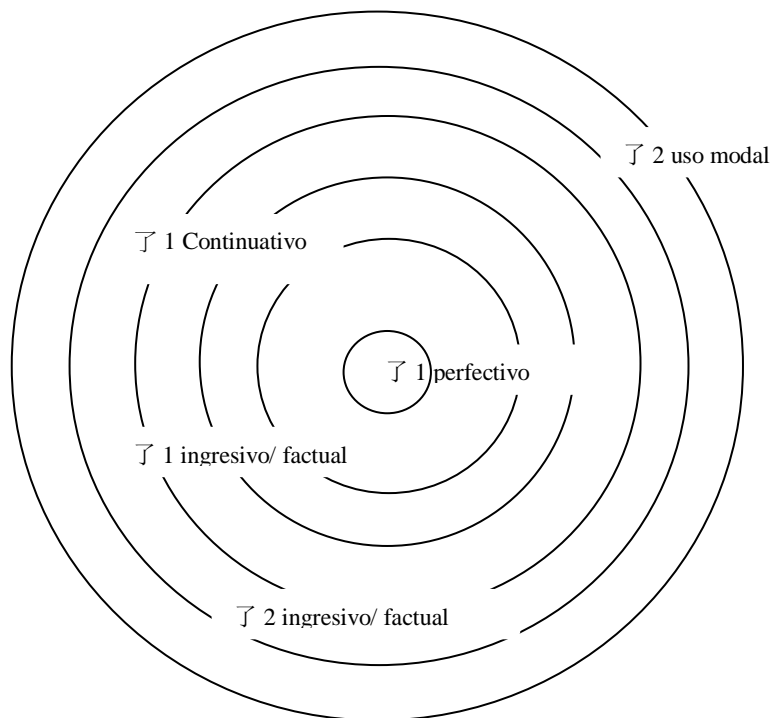 了 2 uso modal
了 1 Continuativo
了 1 perfectivo
了 1 ingresivo/ factual
了 2 ingresivo/ factual